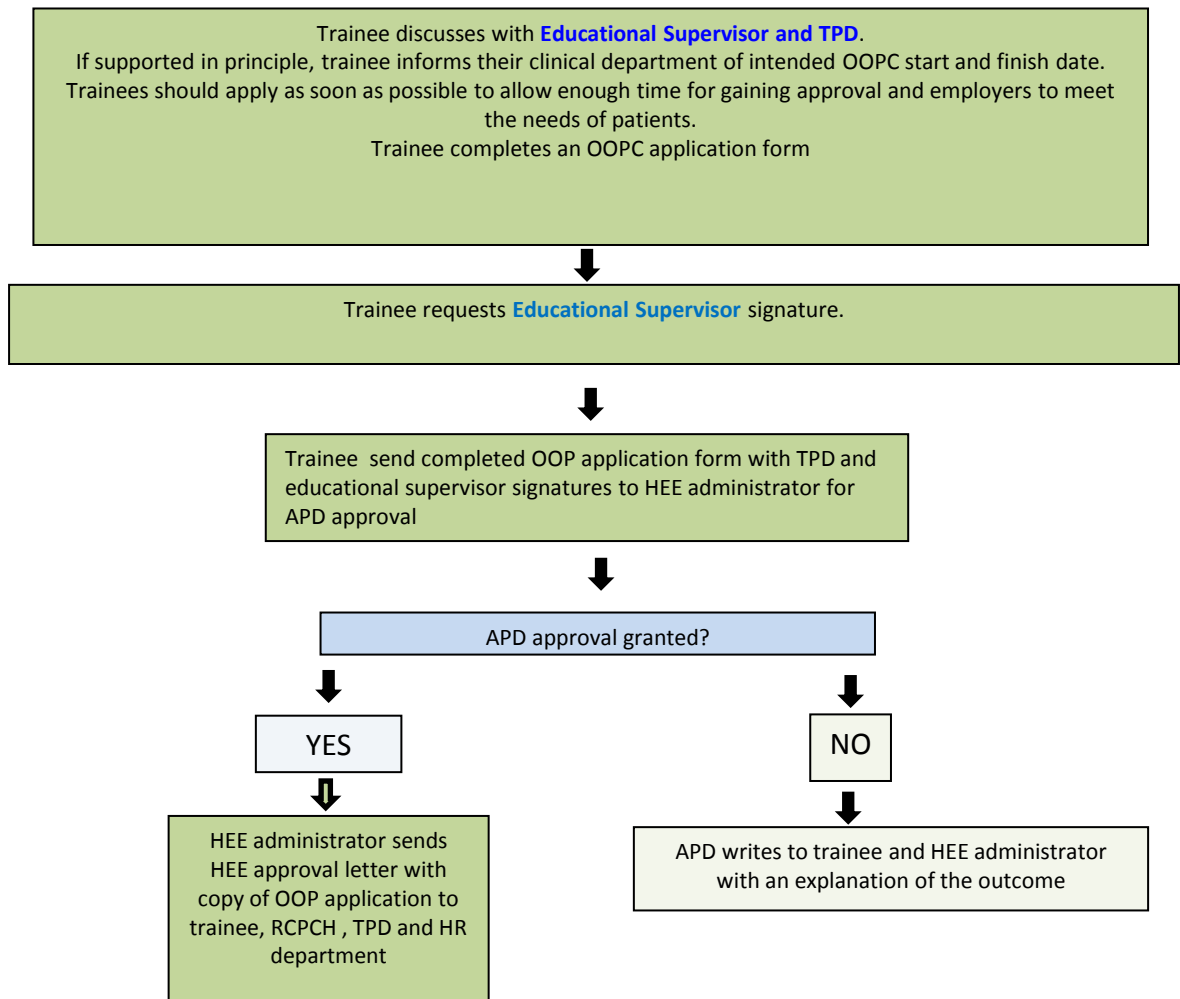 Trainee discusses with Educational Supervisor and TPD.
If supported in principle, trainee informs their clinical department of intended OOPC start and finish date.
Trainees should apply as soon as possible to allow enough time for gaining approval and employers to meet
the needs of patients.
Trainee completes an OOPC application form
Trainee requests Educational Supervisor signature.
Trainee send completed OOP application form with TPD and
educational supervisor signatures to HEE administrator for
APD approval
APD approval granted?
YES
NO
HEE administrator sends
HEE approval letter with
copy of OOP application to
trainee, RCPCH , TPD and HR
department
APD writes to trainee and HEE administrator
with an explanation of the outcome